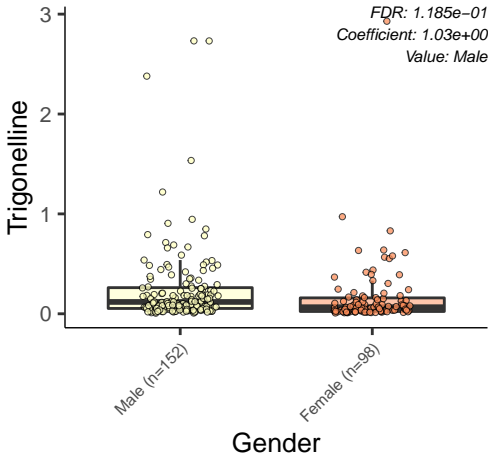 FDR: 1.185e−01
Coefficient: 1.03e+00
Value: Male
3
2
1
0
Trigonelline
Male (n=152)
Female (n=98)
Gender